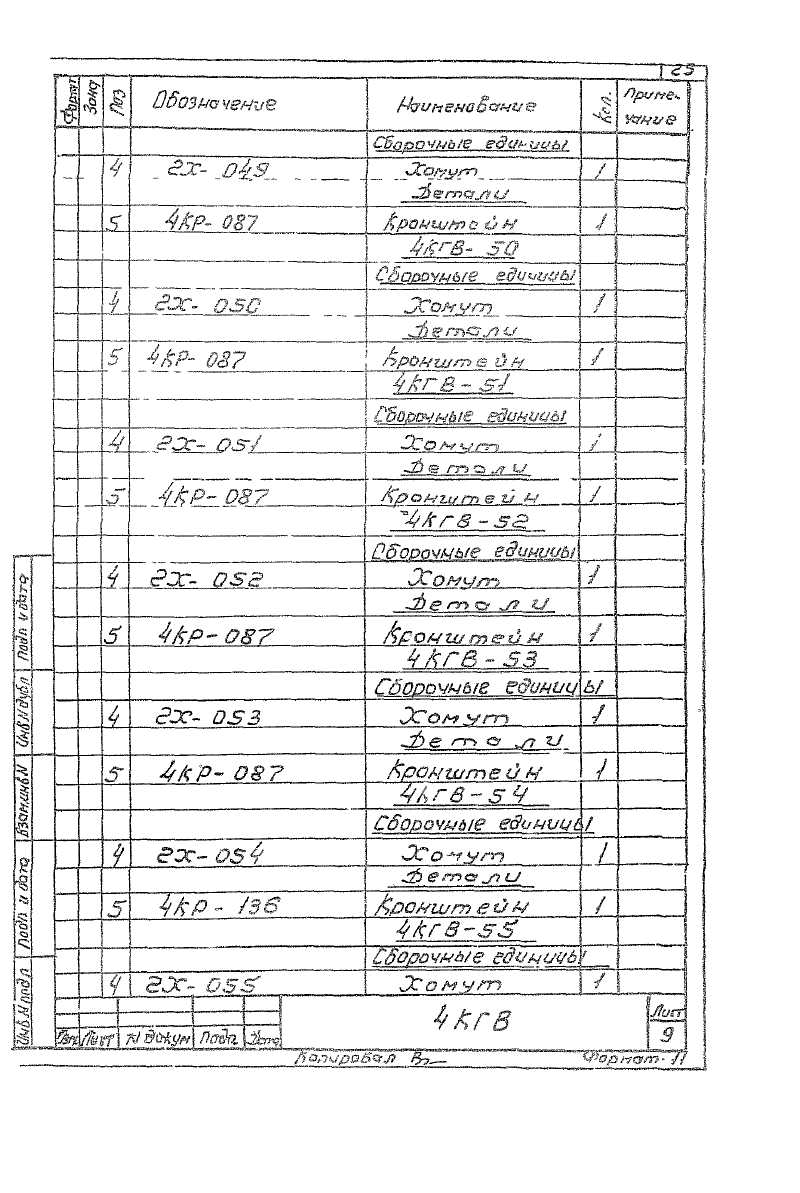 25
Формат Зона Поз Обозначение Наименование Кол. Приме-
чание
Сборочные единицы
4 2Х- 049 Хомут 1
Детали
5 4КР- 087 Кронштейн 1
4КГВ- 50
Сборочные единицы
4 2Х- 050 Хомут 1
Детали
5 4КР- 087 Кронштейн 1
4КГВ-51
Сборочные единицы
4 2Х- 051 Хомут 1
Детали
5 4КР- 087 Кронштейн 1
4КГВ-52
Сборочные единицы
4 2Х- 052 Хомут 1
Детали
5 4КР- 087 Кронштейн 1
4КГВ-53
Сборочные единицы
4 2Х- 053 Хомут 1
Детали
5 4КР- 087 Кронштейн 1
4КГВ-54
Сборочные единицы
4 2Х-054 Хомут 1
Детали
5 4КР - 136 Кронштейн 1
4КГВ-55
Сборочные единицы
4 2Х- 055 Хомут 1
Подп и дата
Инв.N дубл
Взам.инв N
Подп и дата
Инв.N подл
Изм Лист N докум Подп. Дата
4КГВ
Лист
9
Копировал Формат 11